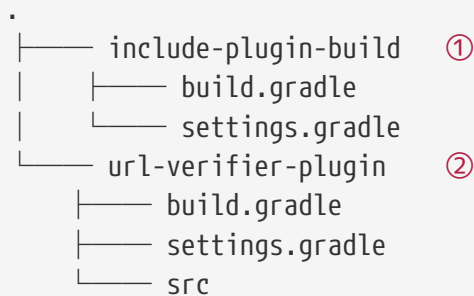 .
├── include-plugin-build ①
│   ├── build.gradle
│   └── settings.gradle
└── url-verifier-plugin ②
    ├── build.gradle
    ├── settings.gradle
    └── src